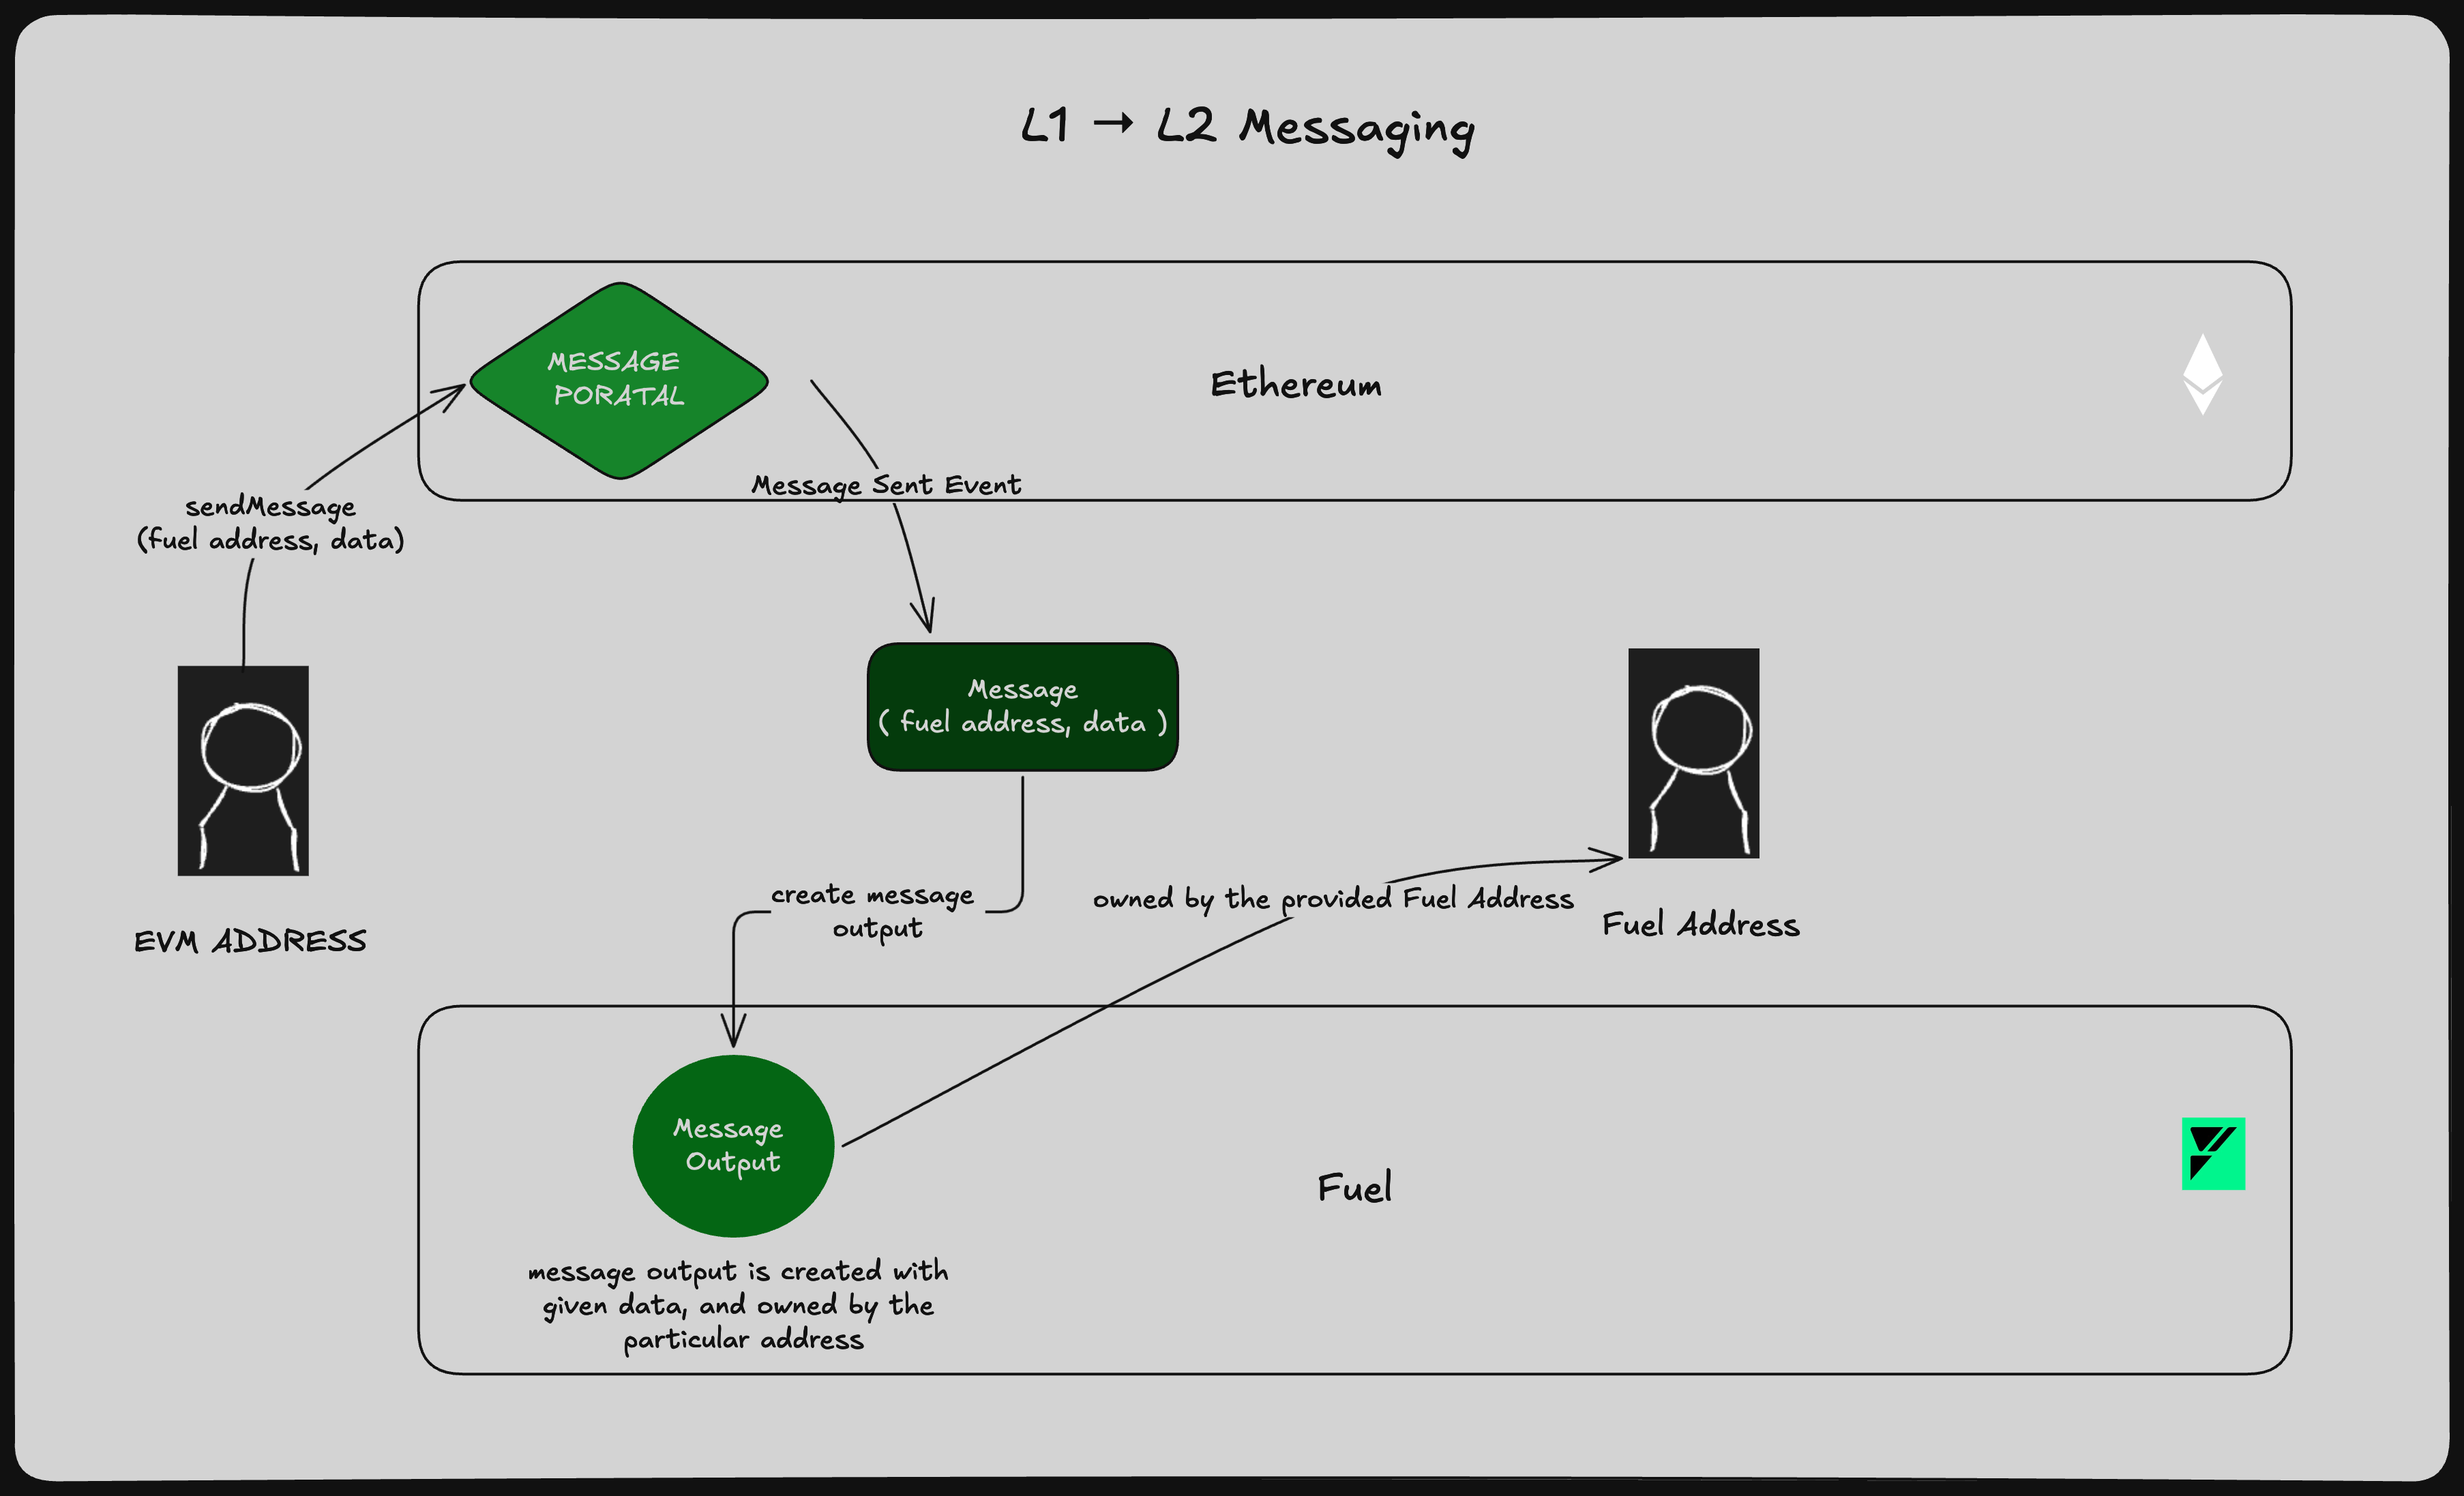 L1 → L2 Messaging
MESSAGE
PORATAL
Ethereum
Message Sent Event
sendMessage
(fuel address, data)
Message
( fuel address, data )
create message
output
owned by the provided Fuel Address
EVM ADDRESS
Fuel Address
Message
Output
Fuel
message output is created with
given data, and owned by the
particular address